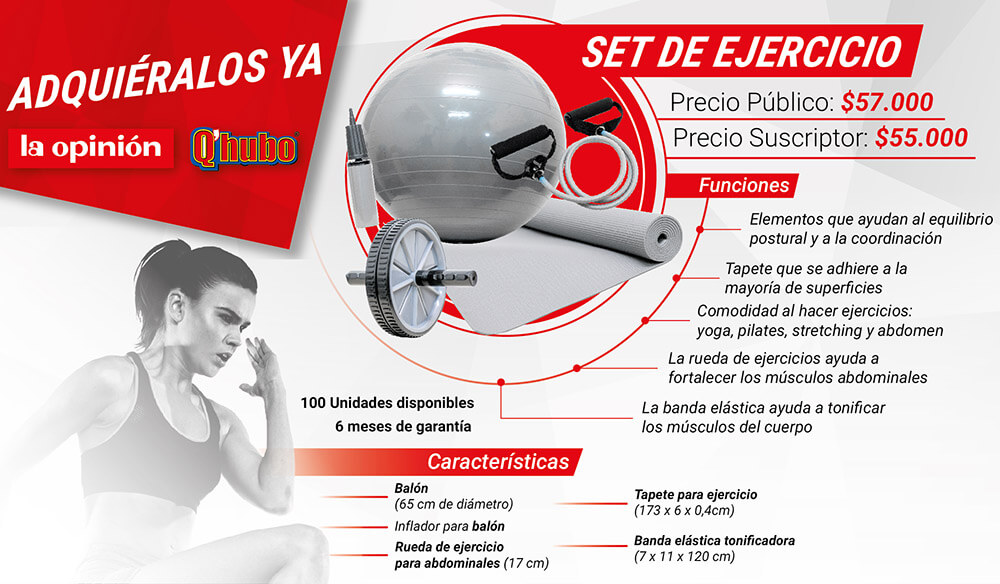 ADQUIÉRALOS YA
la opinión
Q'hubo
SET DE EJERCICIO
Precio Público: $57.000
Precio Suscriptor: $55.000
Funciones
Elementos que ayudan al equilibrio
postural y a la coordinación
Tapete que se adhiere a la
mayoría de superficies
Comodidad al hacer ejercicios:
yoga, pilates, stretching y abdomen
La rueda de ejercicios ayuda a
fortalecer los músculos abdominales
La banda elástica ayuda a tonificar
los músculos del cuerpo
100 Unidades disponibles
6 meses de garantía
Características
Balón
(65 cm de diámetro)
Inflador para balón
Rueda de ejercicio
para abdominales (17 cm)
Tapete para ejercicio
(173 x 6 x 0,4cm)
Banda elástica tonificadora
(7 x 11 x 120 cm)